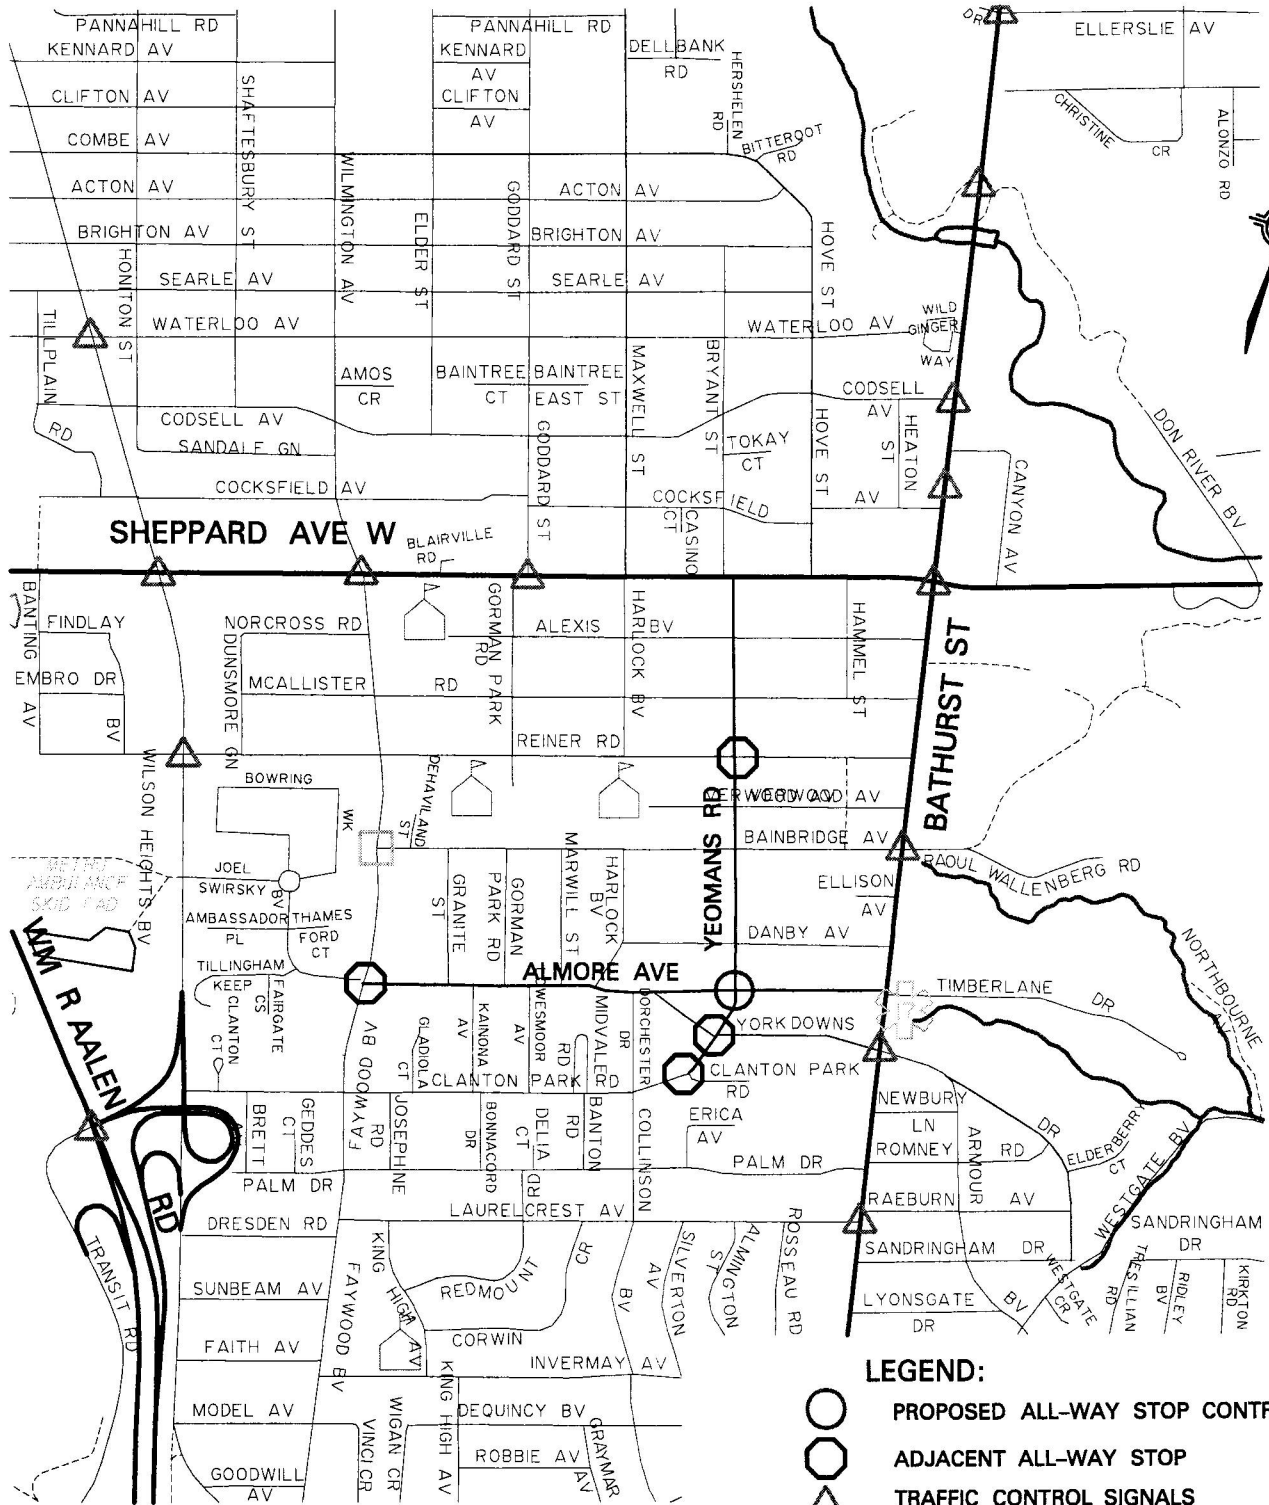 PANNAHILL RD
PANNAHILL RD
DR
ELLERSLIE AV
KENNARD AV
KENNARD
AV
DELLBANK
RD
HERSHELEN
RD
CLIFTON AV
CLIFTON
AV
SHAFTESBURY ST
CHRISTINE
CR
ALONZO RD
COMBE AV
BITTEROOT
RD
WILMINGTON AV
ACTON AV
ELDER ST
GODDARD ST
ACTON AV
BRIGHTON AV
BRIGHTON AV
HOVE ST
HONITON ST
SEARLE AV
SEARLE AV
TILLPLAIN
RD
WATERLOO AV
WATERLOO AV
WILD
GINGER
WAY
AMOS
CR
BAINTREE
CT
BAINTREE
EAST ST
MAXWELL ST
BRYANT ST
CODSELL
AV
CODSELL AV
GODDARD ST
TOKAY
CT
HOVE ST
HEATON
ST
DON RIVER BV
SANDALE GN
COCKSFIELD AV
COCKSFIELD
AV
CANYON AV
CASINO
CT
SHEPPARD AVE W
BLAIRVILLE
RD
BANTING AV
FINDLAY
BV
NORCROSS RD
DUNSMORE GN
GORMAN PARK
RD
ALEXIS BV
HARLOCK BV
HAMMEL ST
BATHURST ST
EMBRO DR
MCALLISTER RD
REINER RD
WILSON HEIGHTS BV
BOWRING
WK
DEHAVILAND
ST
YEOMANS RD
VERWOOD AV
BAINBRIDGE AV
METRO
AMBULANCE
SKID PAD
JOEL
SWIRSKY
BV
GRANITE
ST
GORMAN
PARK RD
MARWILL ST
HARLOCK
BV
ELLISON
AV
RAOUL WALLENBERG RD
AMBASSADOR
PL
THAMES
FORD
CT
DANBY AV
NORTHBOURNE
AV
TILLINGHAM
KEEP
ALMORE AVE
TIMBERLANE
DR
WM R AALEN
RD
CLANTON
CT
FAIRGATE
CS
FAYWOOD BV
GLADIOLA
CT
KAINONA
AV
WESMOOR
AV
MIDVALE
RD
DORCHESTER
DR
YORK DOWNS
DR
CLANTON PARK RD
CLANTON PARK
RD
BRETT
GEDDES
CT
JOSEPHINE
RD
BONNACORD
DR
DELIA
CT
BANTON
RD
COLLINSON
BV
ERICA
AV
NEWBURY
LN
ARMOUR
BV
ROMNEY RD
ELDERBERRY
CT
WESTGATE BV
PALM DR
PALM DR
LAURELCREST AV
RAEBURN AV
DRESDEN RD
KING
HIGH
AV
REDMOUNT
RD
CR
SILVERTON
AV
ALMINGTON
ST
ROSSEAU RD
SANDRINGHAM DR
SANDRINGHAM
DR
TRANSIT RD
SUNBEAM AV
FAYWOOD BV
WESTGATE
CR
TRESILLIAN
RD
RIDLEY
BV
KIRKTON
RD
LYONSGATE
DR
FAITH AV
CORWIN
INVERMAY AV
MODEL AV
VINCI CR
WIGAN CR
KING HIGH AV
DEQUINCY BV
ROBBIE AV
GRAYMAR
AV
GOODWILL
AV
LEGEND:
PROPOSED ALL-WAY STOP CONTR
ADJACENT ALL-WAY STOP
TRAFFIC CONTROL SIGNALS